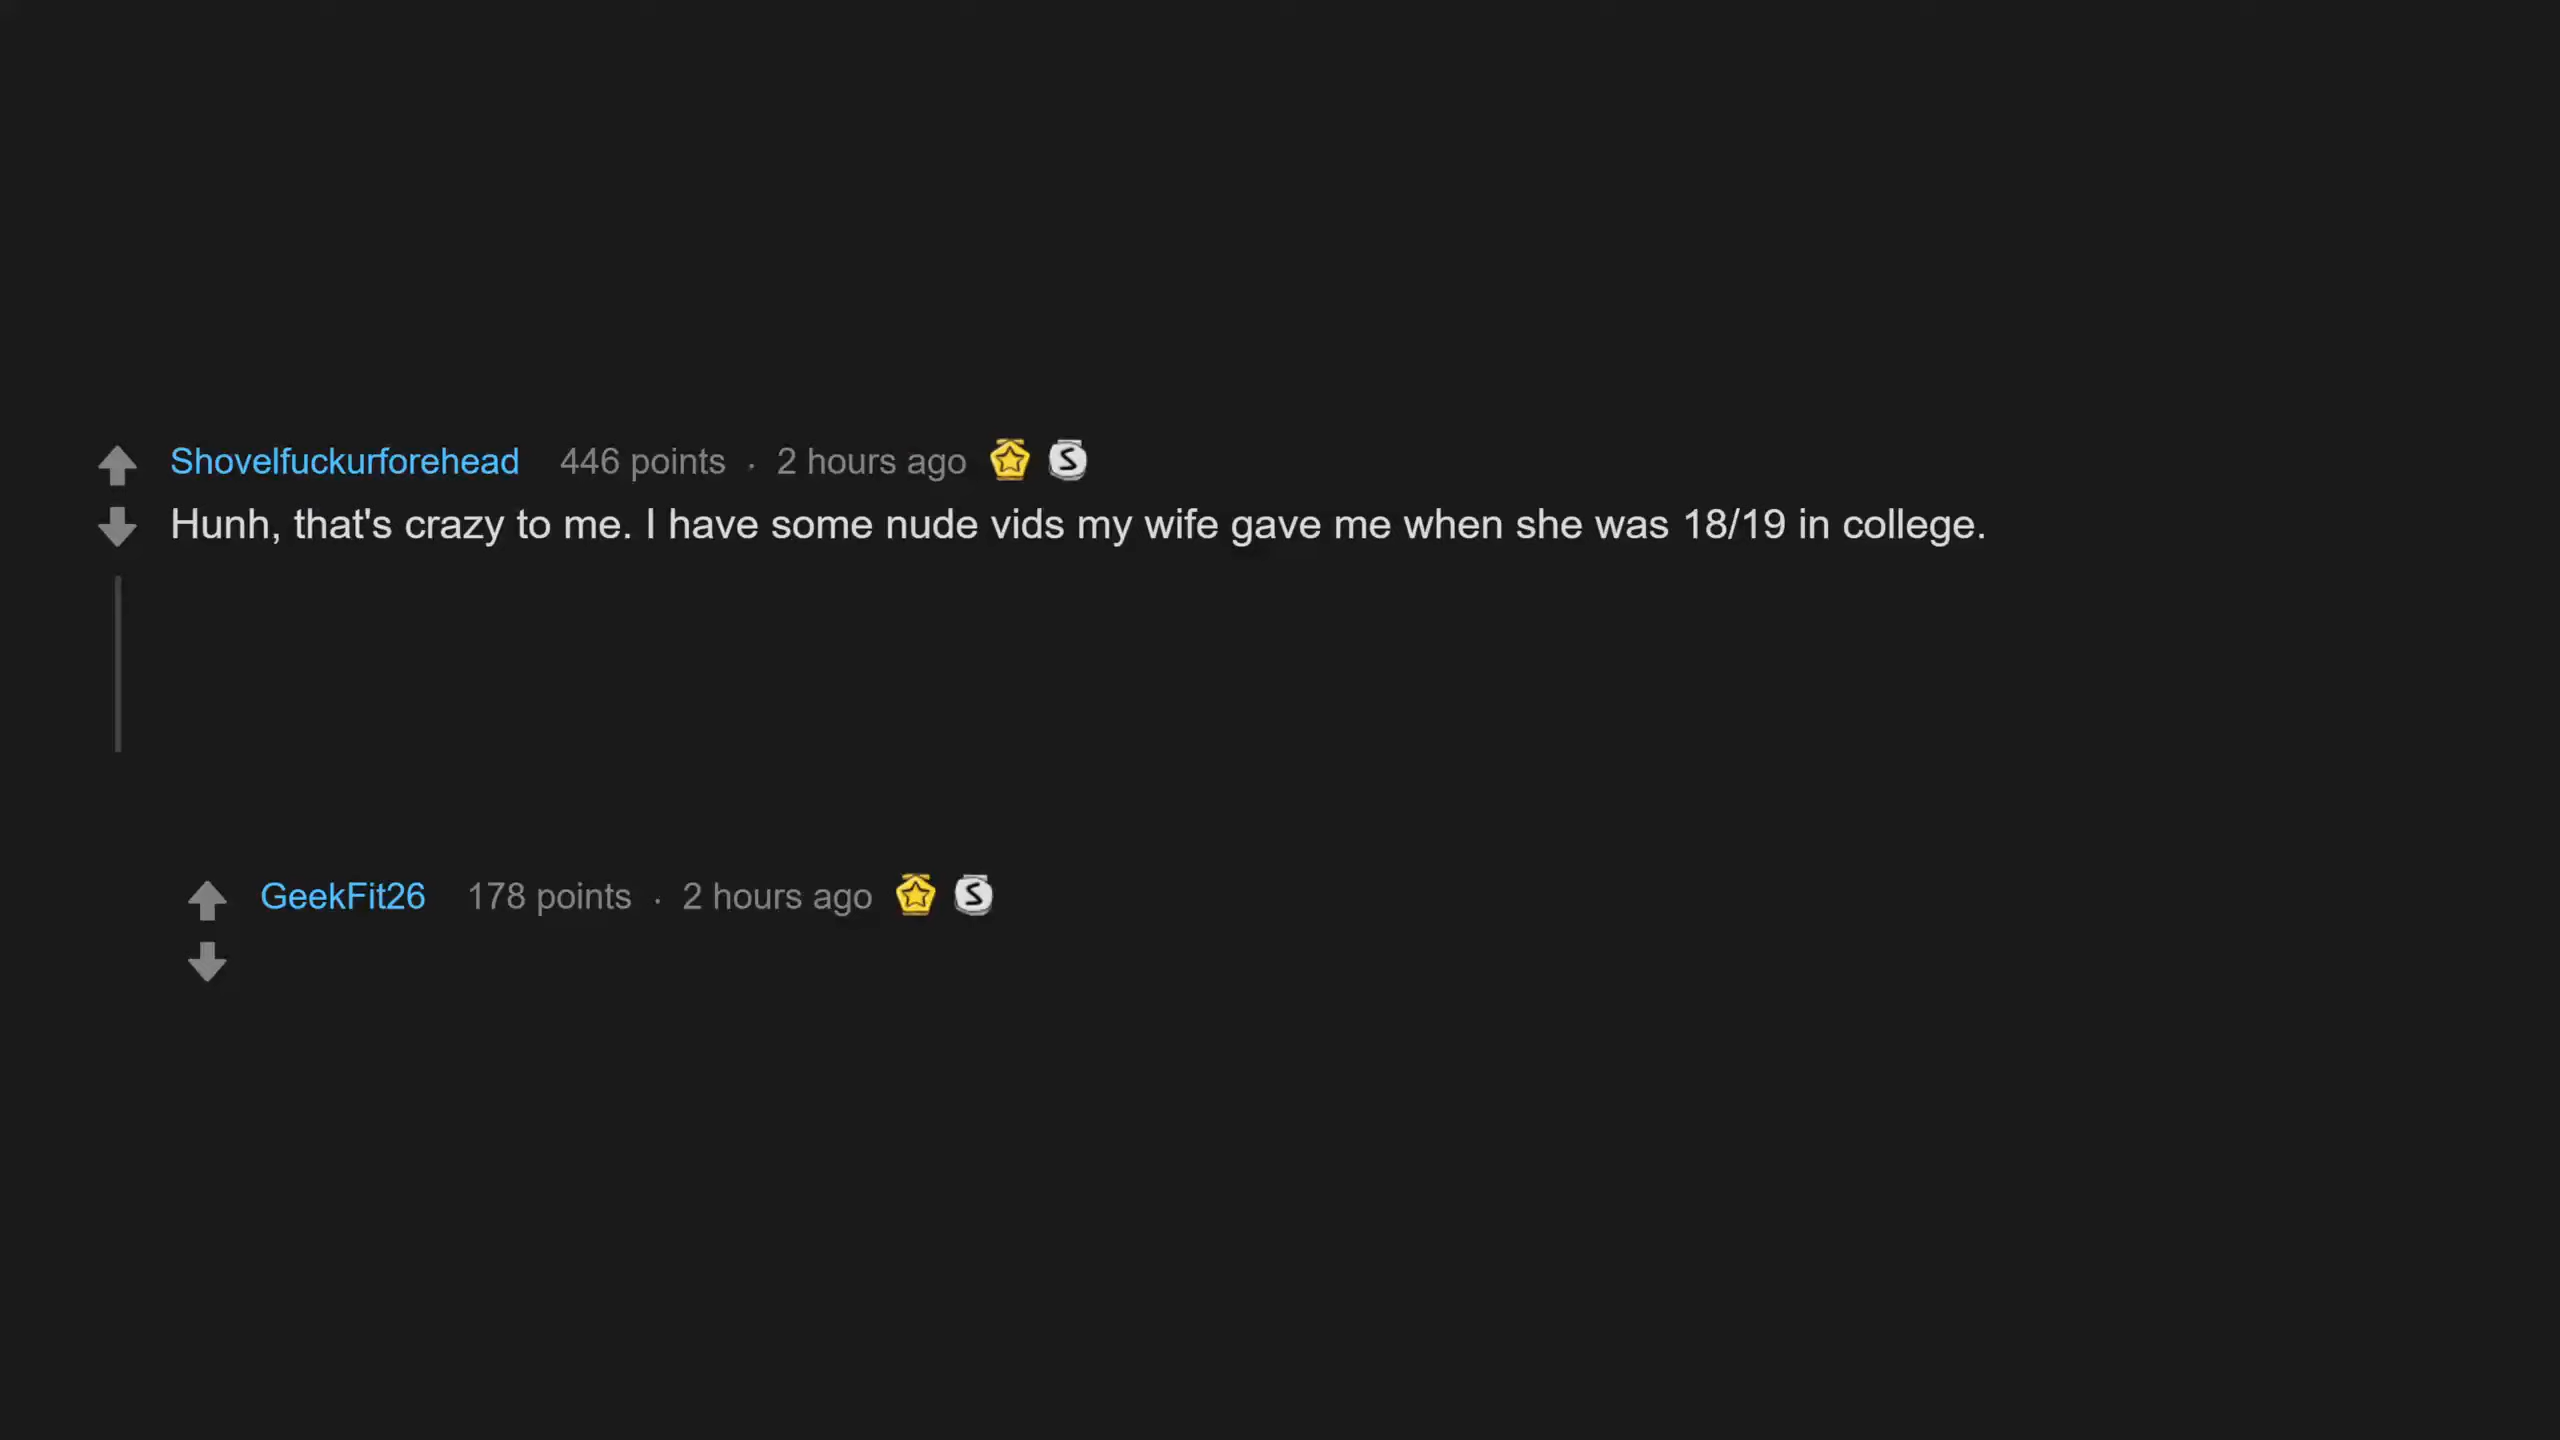 Shovelfuckurforehead 446 points · 2 hours ago
Hunh, that's crazy to me. I have some nude vids my wife gave me when she was 18/19 in college.
GeekFit26 178 points · 2 hours ago